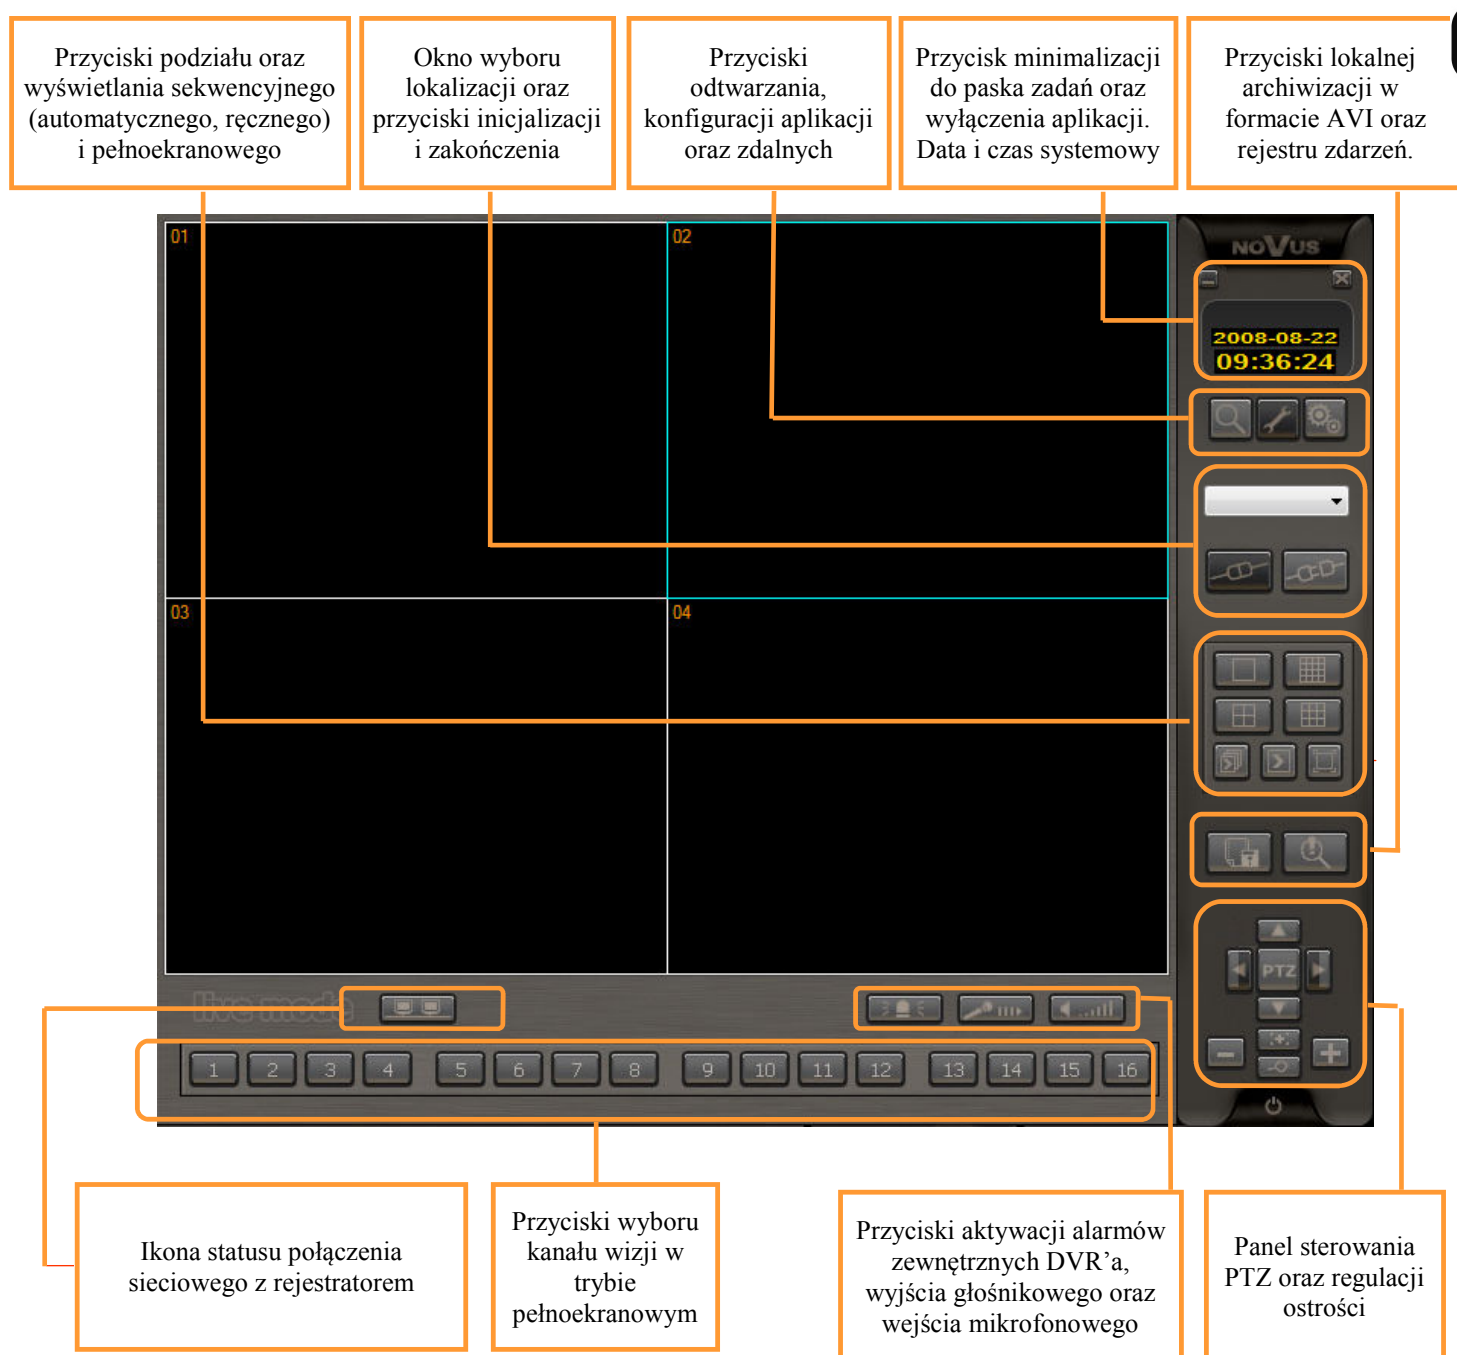 Przyciski podziału oraz
wyświetlania sekwencyjnego
(automatycznego, ręcznego)
i pełnoekranowego
Okno wyboru
lokalizacji oraz
przyciski inicjalizacji
i zakończenia
Przyciski
odtwarzania,
konfiguracji aplikacji
oraz zdalnych
Przycisk minimalizacji
do paska zadań oraz
wyłączenia aplikacji.
Data i czas systemowy
Przyciski lokalnej
archiwizacji w
formacie AVI oraz
rejestru zdarzeń.
01
02
03
04
NOVUS
2008-08-22
09:36:24
PTZ
live mode
1 2 3 4 5 6 7 8 9 10 11 12 13 14 15 16
Ikona statusu połączenia
sieciowego z rejestratorem
Przyciski wyboru
kanału wizji w
trybie
pełnoekranowym
Przyciski aktywacji alarmów
zewnętrznych DVR’a,
wyjścia głośnikowego oraz
wejścia mikrofonowego
Panel sterowania
PTZ oraz regulacji
ostrości